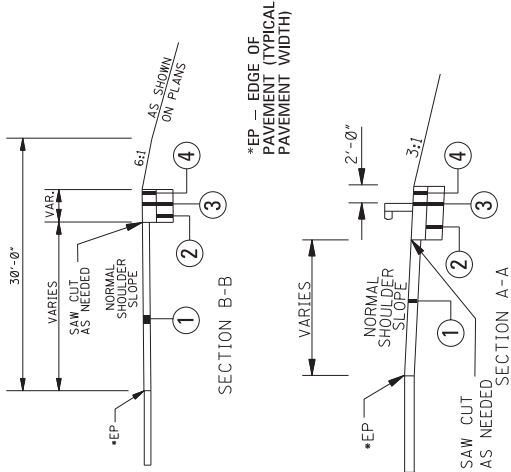 30'-0"
VARIES
VAR.
*EP
SAW CUT
AS NEEDED
NORMAL
SHOULDER
SLOPE
6:1
AS SHOWN
ON PLANS
1
2
3
4
SECTION B-B
*EP – EDGE OF
PAVEMENT (TYPICAL
PAVEMENT WIDTH)
VARIES
2'-0"
*EP
NORMAL
SHOULDER
SLOPE
3:1
1
2
3
4
SAW CUT
AS NEEDED
SECTION A-A